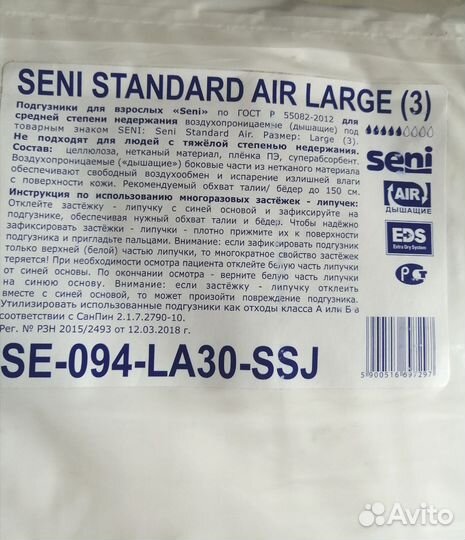 SENI STANDARD AIR LARGE (3)
Подгузники для взрослых «Seni» по ГОСТ Р 55082-2012 для
средней степени недержания воздухопроницаемые (дышащие) под
товарным знаком SENI: Seni Standard Air. Размер: Large (3).
Не подходят для людей с тяжёлой степенью недержания.
Состав: целлюлоза, нетканый материал, плёнка ПЭ, суперабсорбент.
Воздухопроницаемые («дышащие») боковые части из нетканого материала
обеспечивают свободный воздухообмен и испарение излишней влаги
с поверхности кожи. Рекомендуемый обхват талии/ бёдер до 150 см.
Инструкция по использованию многоразовых застёжек - липучек:
Отклейте застёжку - липучку с синей основой и зафиксируйте на
подгузнике, обеспечивая нужный обхват талии и бёдер. Чтобы надёжно
зафиксировать застёжки - липучки - плотно прижмите их к поверхности
подгузника и пригладьте пальцами. Внимание: если зафиксировать подгузник
только верхней (белой) частью липучки, то многократное свойство застёжек
теряется! При необходимости осмотра пациента отклейте белую часть липучки
от синей основы. По окончании осмотра - верните белую часть липучки
на синюю основу. Внимание: если застёжку - липучку отклеить
вместе с синей основой, то может произойти повреждение подгузника.
Утилизировать использованные подгузники как отходы класса А или Б в
соответствии с СанПин 2.1.7.2790-10.
Рег. № РЗН 2015/2493 от 12.03.2018 г.
SE-094-LA30-SSJ
seni
AIR
ДЫШАЩИЕ
EDS
Extra Dry System
5 900516 697297
Avito